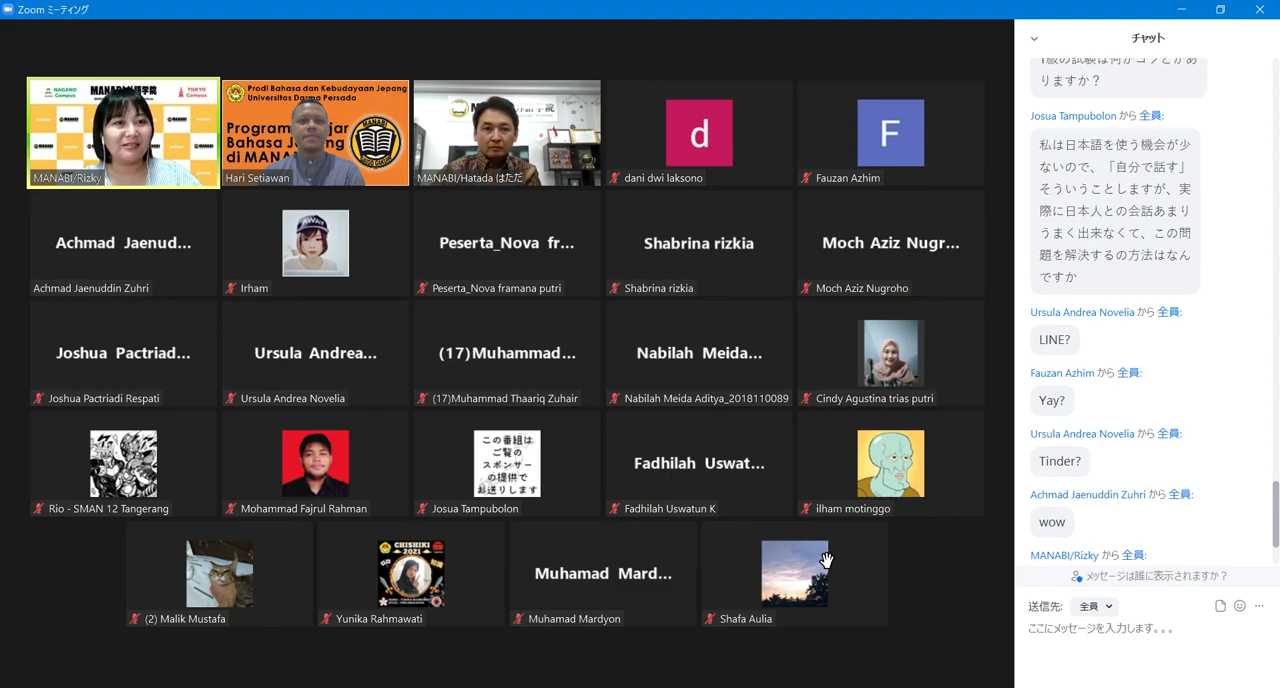 Zoom ミーティング
NAGANO Campus
TOKYO Campus
MANABI
MANABI/Rizky
Prodi Bahasa dan Kebudayaan Jepang
Universitas Darma Persada
Bahasa
di MANA
MANABI
Hari Setiawan
MANABI/Hatada はただ
d
dani dwi laksono
F
Fauzan Azhim
Achmad Jaenud...
Achmad Jaenuddin Zuhri
AWAY
Irham
Peserta_Nova fr...
Peserta_Nova framana putri
Shabrina rizkia
Shabrina rizkia
Moch Aziz Nugr...
Moch Aziz Nugroho
Joshua Pactriad...
Joshua Pactriadi Respati
Ursula Andrea...
Ursula Andrea Novelia
(17)Muhammad...
(17)Muhammad Thaariq Zuhair
Nabilah Meida...
Nabilah Meida Aditya_2018110089
Cindy Agustina trias putri
Rio - SMAN 12 Tangerang
Mohammad Fajrul Rahman
この番組は
ご覧の
スポンサー
の提供で
お送りします
Josua Tampubolon
Fadhilah Uswat...
Fadhilah Uswatun K
ilham motinggo
(2) Malik Mustafa
CHISHIKI
2021
Yunika Rahmawati
Muhamad Mard...
Muhamad Mardyon
Shafa Aulia
チャット
1級の試験は何かコツとかあ
りますか？
Josua Tampubolon から 全員:
私は日本語を使う機会が少
ないので、「自分で話す」
そういうことしますが、実
際に日本人との会話あまり
うまく出来なくて、この問
題を解決するの方法はなん
ですか
Ursula Andrea Novelia から 全員:
LINE?
Fauzan Azhim から 全員:
Yay?
Ursula Andrea Novelia から 全員:
Tinder?
Achmad Jaenuddin Zuhri から 全員:
wow
MANABI/Rizky から 全員:
メッセージは誰に表示されますか？
送信先: 全員
ここにメッセージを入力します。。。